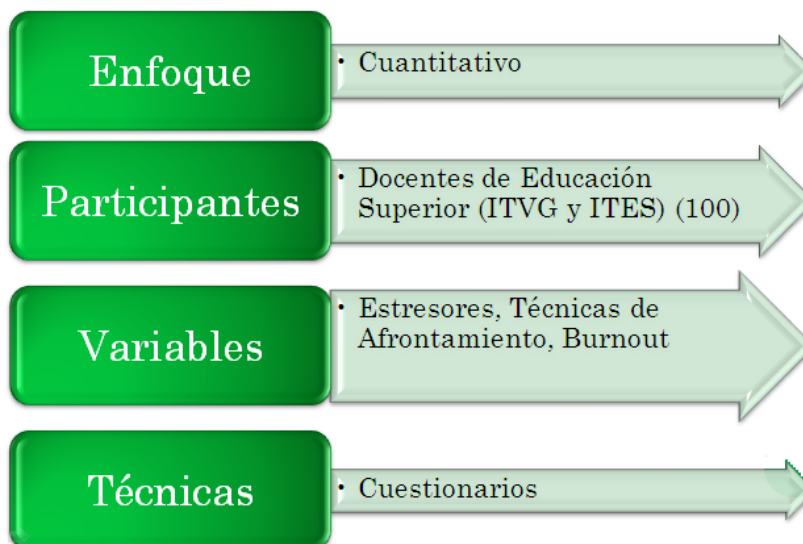 Enfoque
• Cuantitativo
Participantes
• Docentes de Educación
Superior (ITVG y ITES) (100)
Variables
• Estresores, Técnicas de
Afrontamiento, Burnout
Técnicas
• Cuestionarios